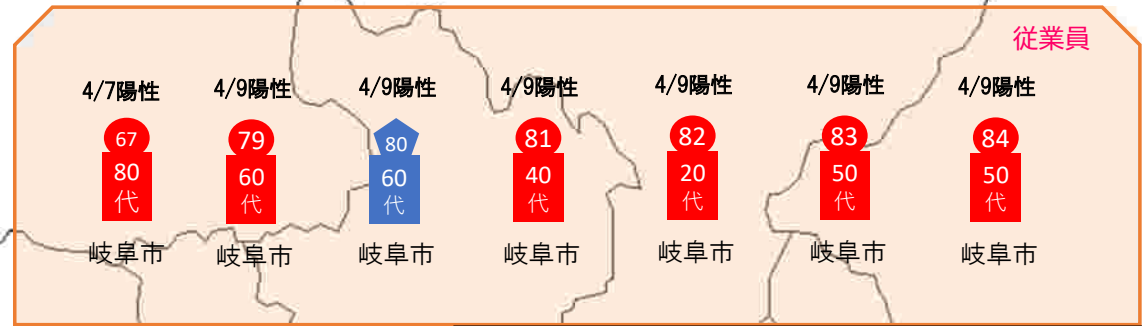 従業員
4/7陽性 4/9陽性 4/9陽性 4/9陽性 4/9陽性 4/9陽性 4/9陽性
67 79 80 81 82 83 84
80 60 60 40 20 50 50
代 代 代 代 代 代 代
岐阜市 岐阜市 岐阜市 岐阜市 岐阜市 岐阜市 岐阜市